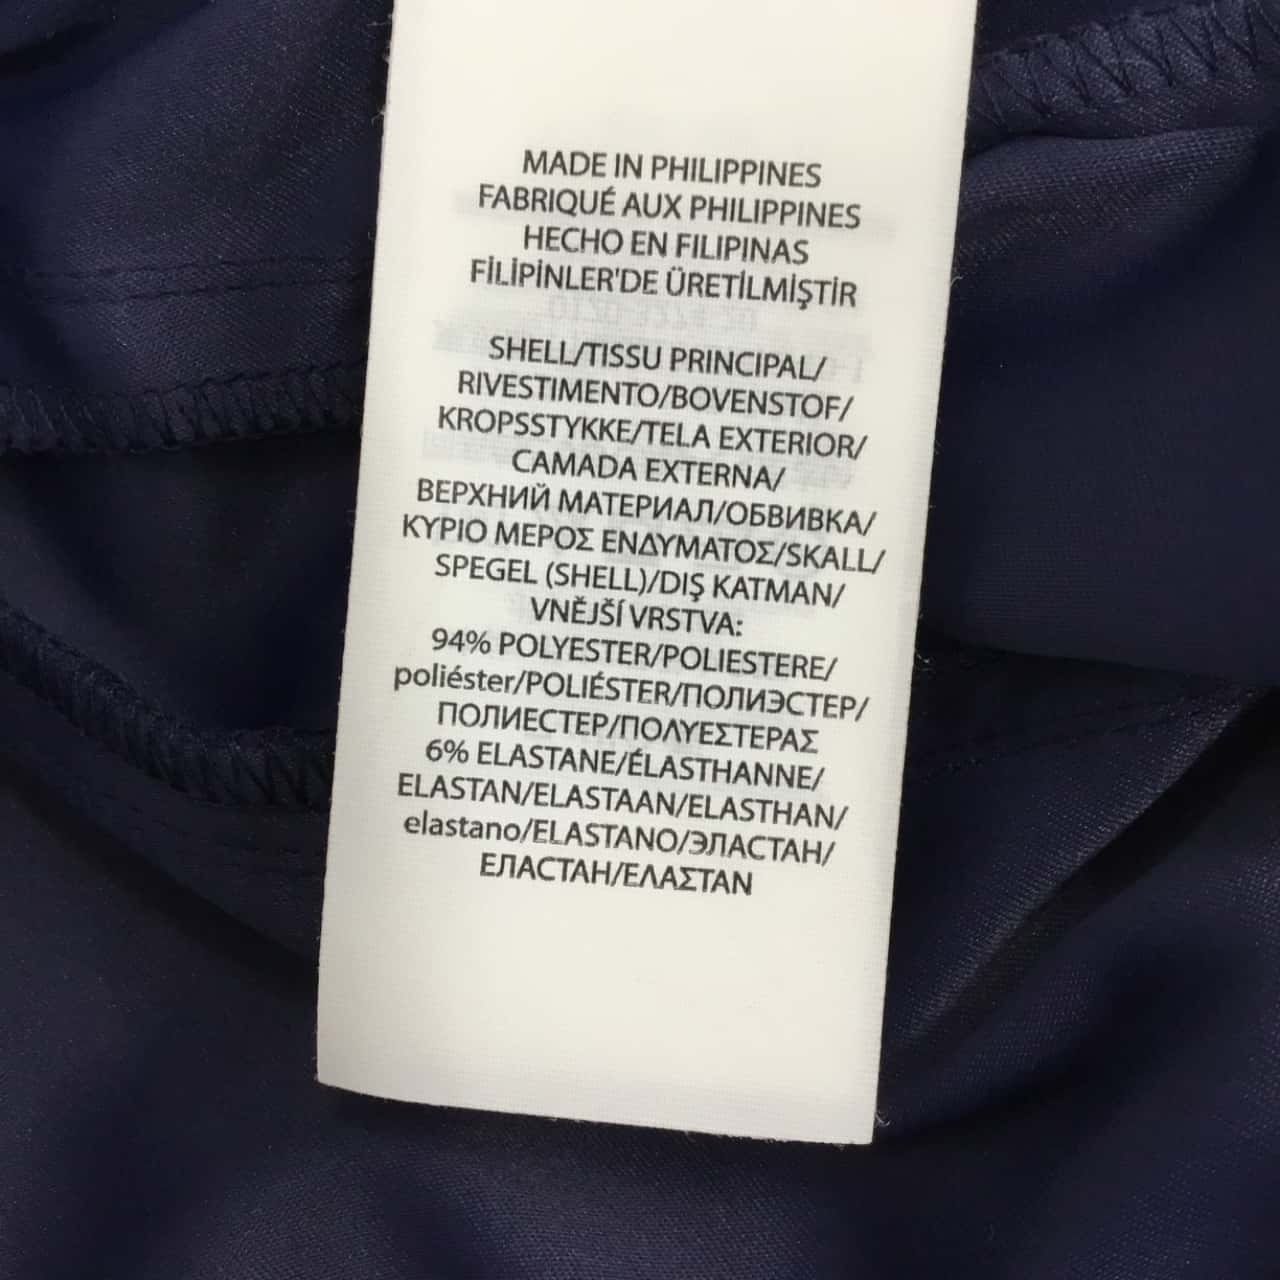 MADE IN PHILIPPINES
FABRIQUÉ AUX PHILIPPINES
HECHO EN FILIPINAS
FİLİPİNLER'DE ÜRETİLMİŞTİR
SHELL/TISSU PRINCIPAL/
RIVESTIMENTO/BOVENSTOF/
KROPSSTYKKE/TELA EXTERIOR/
CAMADA EXTERNA/
ВЕРХНИЙ МАТЕРИАЛ/ОБВИВКА/
ΚΥΡΙΟ ΜΕΡΟΣ ΕΝΔΥΜΑΤΟΣ/SKALL/
SPEGEL (SHELL)/DIŞ KATMAN/
VNĚJŠÍ VRSTVA:
94% POLYESTER/POLIESTERE/
poliéster/POLIÉSTER/ПОЛИЭСТЕР/
ПОЛИЕСТЕР/ΠΟΛΥΕΣΤΕΡΑΣ
6% ELASTANE/ÉLASTHANNE/
ELASTAN/ELASTAAN/ELASTHAN/
elastano/ELASTANO/ЭЛАСТАН/
ЕЛАСТАН/ΕΛΑΣΤΑΝ